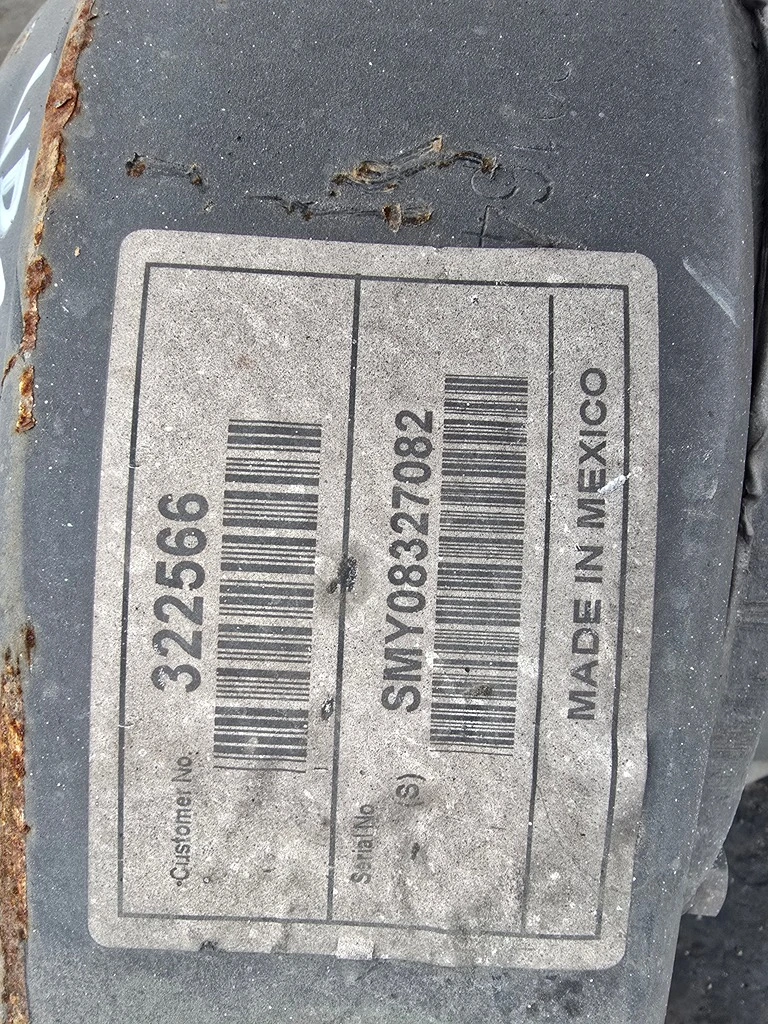 Customer No.
322566
Serial No
(S)
SMY08327082
MADE IN MEXICO